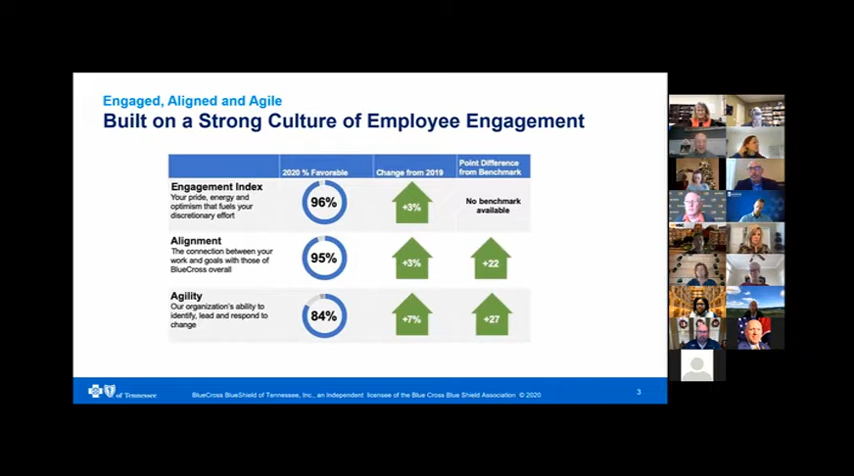 Engaged, Aligned and Agile
Built on a Strong Culture of Employee Engagement
2020 % Favorable
Change from 2019
Point Difference
from Benchmark
Engagement Index
Your pride, energy and
optimism that fuels your
discretionary effort
96%
+3%
No benchmark
available
Alignment
The connection between your
work and goals with those of
BlueCross overall
95%
+3%
+22
Agility
Our organization's ability to
identify, lead and respond to
change
84%
+7%
+27
of Tennessee
BlueCross BlueShield of Tennessee, Inc., an Independent licensee of the Blue Cross Blue Shield Association © 2020
3